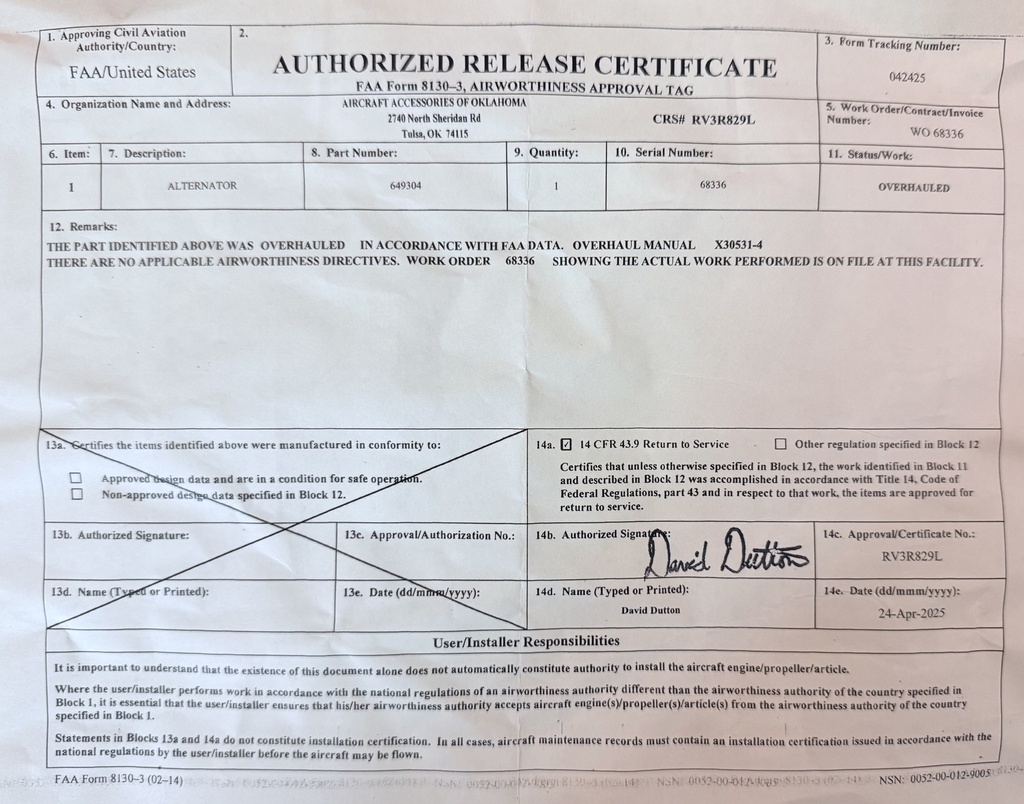 1. Approving Civil Aviation
Authority/Country:
FAA/United States
2.
AUTHORIZED RELEASE CERTIFICATE
FAA Form 8130–3, AIRWORTHINESS APPROVAL TAG
3. Form Tracking Number:
042425
4. Organization Name and Address:
AIRCRAFT ACCESSORIES OF OKLAHOMA
2740 North Sheridan Rd
Tulsa, OK 74115
CRS# RV3R829L
5. Work Order/Contract/Invoice
Number:
WO 68336
6. Item:
7. Description:
8. Part Number:
9. Quantity:
10. Serial Number:
11. Status/Work:
1
ALTERNATOR
649304
1
68336
OVERHAULED
12. Remarks:
THE PART IDENTIFIED ABOVE WAS OVERHAULED IN ACCORDANCE WITH FAA DATA. OVERHAUL MANUAL X30531-4
THERE ARE NO APPLICABLE AIRWORTHINESS DIRECTIVES. WORK ORDER 68336 SHOWING THE ACTUAL WORK PERFORMED IS ON FILE AT THIS FACILITY.
13a. Certifies the items identified above were manufactured in conformity to:
Approved design data and are in a condition for safe operation.
Non-approved design data specified in Block 12.
14a. ☑ 14 CFR 43.9 Return to Service ☐ Other regulation specified in Block 12
Certifies that unless otherwise specified in Block 12, the work identified in Block 11
and described in Block 12 was accomplished in accordance with Title 14, Code of
Federal Regulations, part 43 and in respect to that work, the items are approved for
return to service.
13b. Authorized Signature:
13c. Approval/Authorization No.:
14b. Authorized Signature:
David Dutton
14c. Approval/Certificate No.:
RV3R829L
13d. Name (Typed or Printed):
13e. Date (dd/mmm/yyyy):
14d. Name (Typed or Printed):
David Dutton
14e. Date (dd/mmm/yyyy):
24-Apr-2025
User/Installer Responsibilities
It is important to understand that the existence of this document alone does not automatically constitute authority to install the aircraft engine/propeller/article.
Where the user/installer performs work in accordance with the national regulations of an airworthiness authority different than the airworthiness authority of the country specified in
Block 1, it is essential that the user/installer ensures that his/her airworthiness authority accepts aircraft engine(s)/propeller(s)/article(s) from the airworthiness authority of the country
specified in Block 1.
Statements in Blocks 13a and 14a do not constitute installation certification. In all cases, aircraft maintenance records must contain an installation certification issued in accordance with the
national regulations by the user/installer before the aircraft may be flown.
FAA Form 8130–3 (02–14)
NSN: 0052-00-012-9005